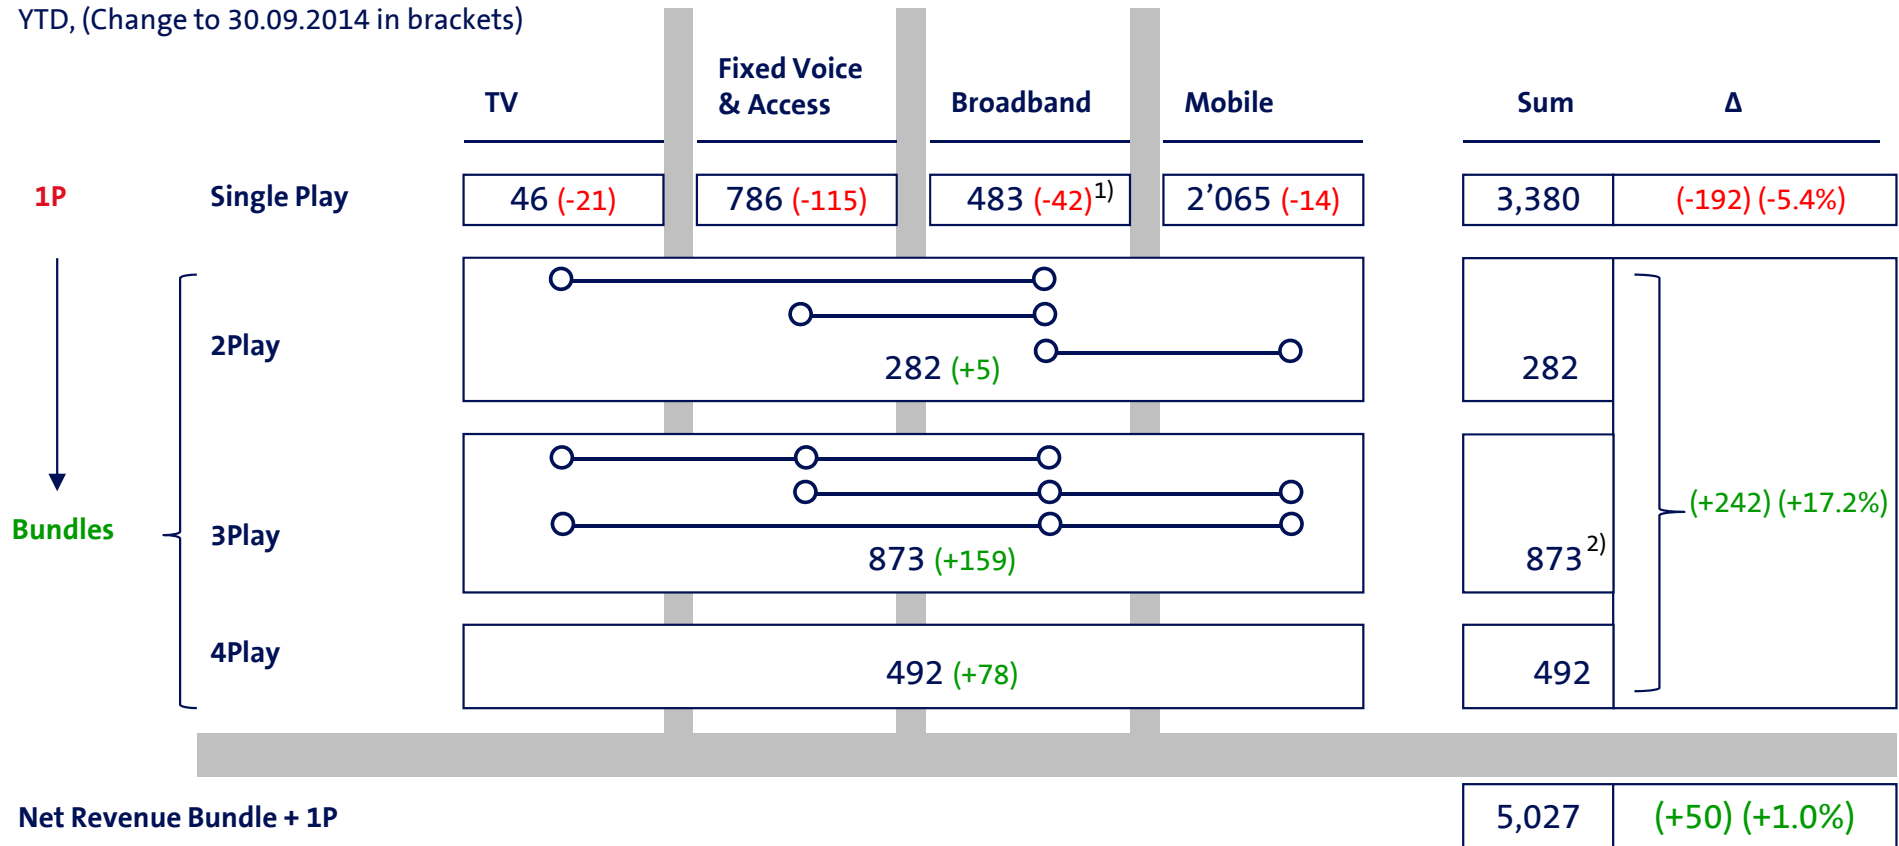 YTD, (Change to 30.09.2014 in brackets)
TV
Fixed Voice
& Access
Broadband
Mobile
Sum
Δ
1P
Single Play
46 (-21)
786 (-115)
483 (-42)1)
2’065 (-14)
3,380
(-192) (-5.4%)
2Play
282 (+5)
282
Bundles
3Play
873 (+159)
873 2)
(+242) (+17.2%)
4Play
492 (+78)
492
Net Revenue Bundle + 1P
5,027
(+50) (+1.0%)